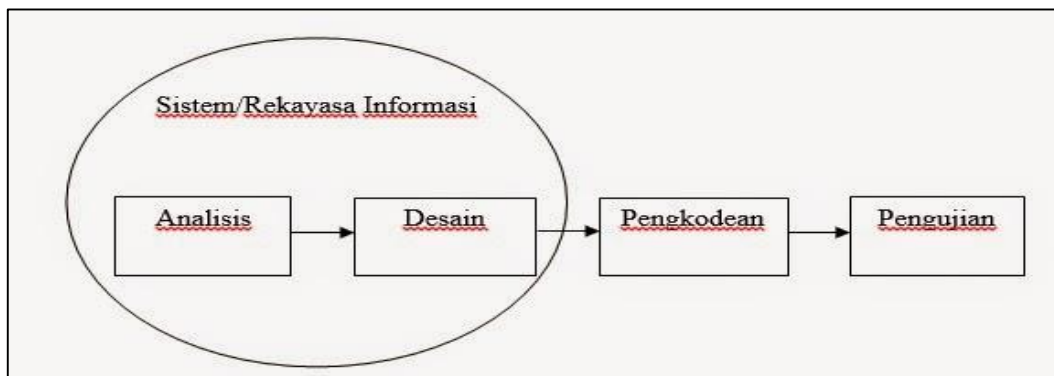 Sistem/Rekayasa Informasi
Analisis
Desain
Pengkodean
Pengujian